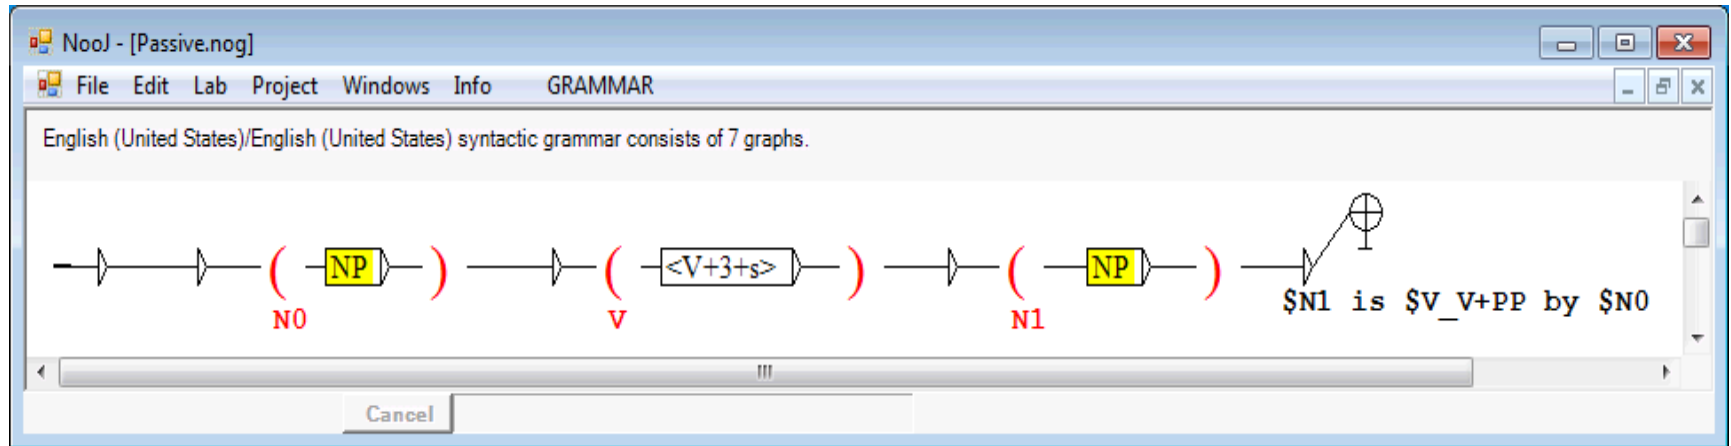 NooJ - [Passive.nog]
File Edit Lab Project Windows Info GRAMMAR
English (United States)/English (United States) syntactic grammar consists of 7 graphs.
( NP ) ( <V+3+s> ) ( NP )
N0 V N1 $N1 is $V_V+PP by $N0
Cancel